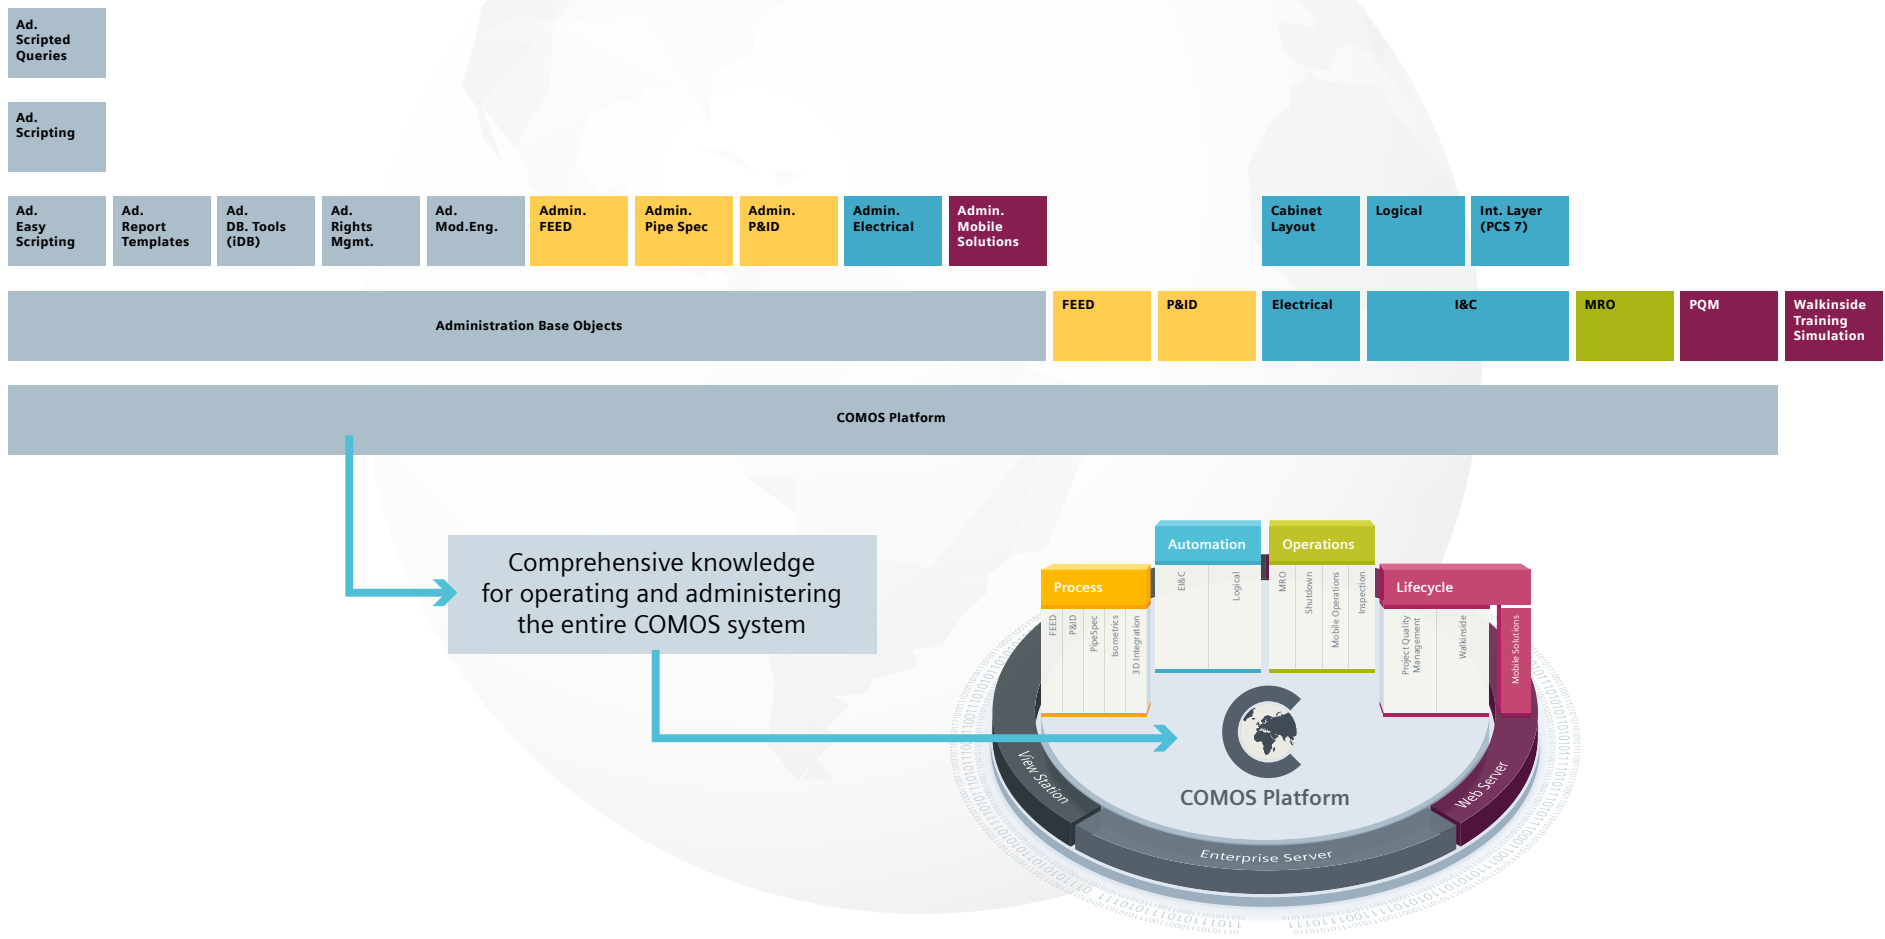 Ad.
Scripted
Queries
Ad.
Scripting
Ad.
Easy
Scripting
Ad.
Report
Templates
Ad.
DB. Tools
(iDB)
Ad.
Rights
Mgmt.
Ad.
Mod.Eng.
Admin.
FEED
Admin.
Pipe Spec
Admin.
P&ID
Admin.
Electrical
Admin.
Mobile
Solutions
Cabinet
Layout
Logical
Int. Layer
(PCS 7)
Administration Base Objects
FEED
P&ID
Electrical
I&C
MRO
PQM
Walkinside
Training
Simulation
COMOS Platform
Comprehensive knowledge
for operating and administering
the entire COMOS system
Process
FEED
P&ID
PipeSpec
Isometrics
3D Integration
Automation
EI&C
Logical
Operations
MRO
Shutdown
Mobile Operations
Inspection
Lifecycle
Project Quality
Management
Walkinside
Mobile Solutions
COMOS Platform
View Station
Enterprise Server
Web Server